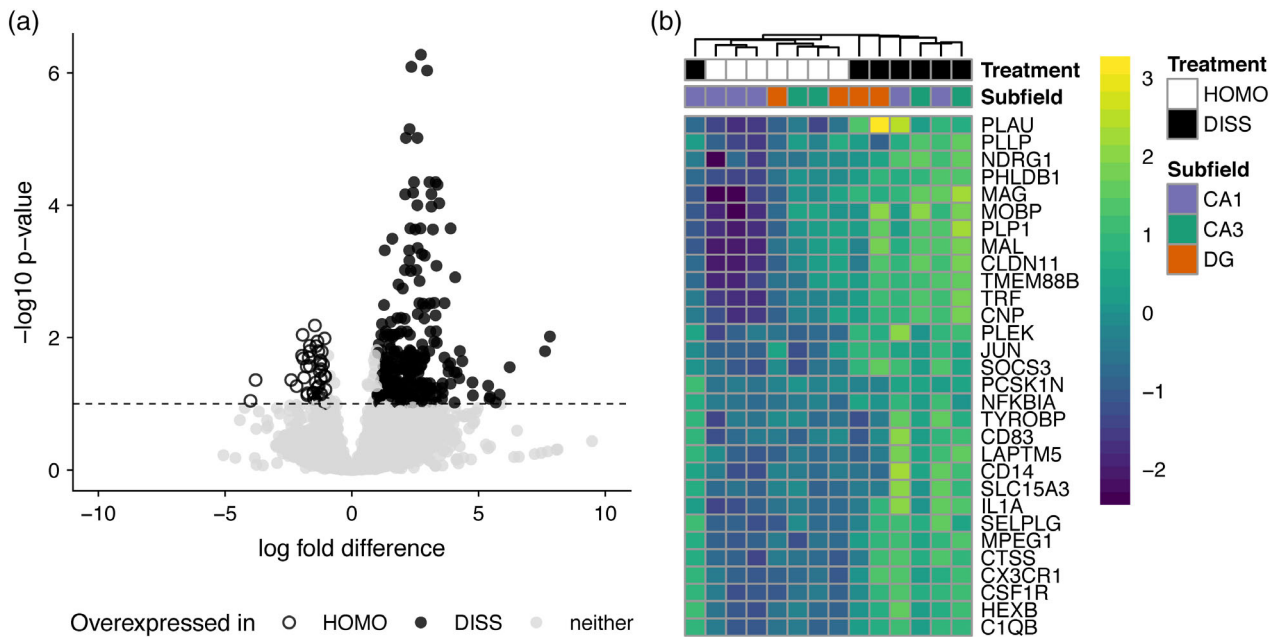 (a)
6
4
2
0
−log10 p−value
−10
−5
0
5
10
log fold difference
Overexpressed in HOMO DISS neither
(b)
Treatment
Subfield
PLAU
PLLP
NDRG1
PHLDB1
MAG
MOBP
PLP1
MAL
CLDN11
TMEM88B
TRF
CNP
PLEK
JUN
SOCS3
PCSK1N
NFKBIA
TYROBP
CD83
LAPTM5
CD14
SLC15A3
IL1A
SELPLG
MPEG1
CTSS
CX3CR1
CSF1R
HEXB
C1QB
3
2
1
0
−1
−2
Treatment
HOMO
DISS
Subfield
CA1
CA3
DG